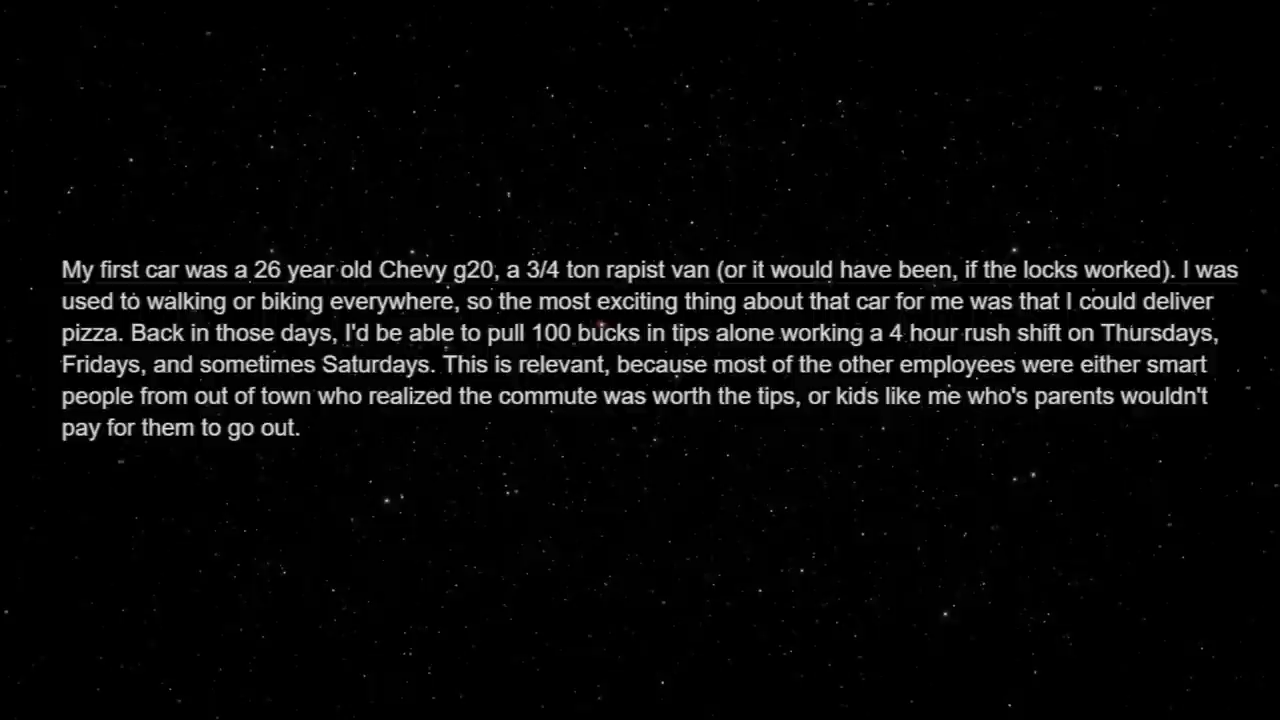 My first car was a 26 year old Chevy g20, a 3/4 ton rapist van (or it would have been, if the locks worked). I was
used to walking or biking everywhere, so the most exciting thing about that car for me was that I could deliver
pizza. Back in those days, I'd be able to pull 100 bucks in tips alone working a 4 hour rush shift on Thursdays,
Fridays, and sometimes Saturdays. This is relevant, because most of the other employees were either smart
people from out of town who realized the commute was worth the tips, or kids like me who's parents wouldn't
pay for them to go out.